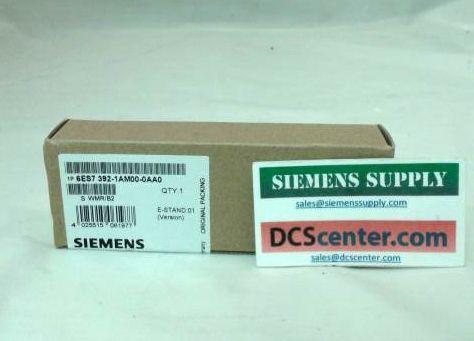 1P 6ES7 392-1AM00-0AA0
QTY.1
S WMR/B2
E-STAND:01
(Version)
4 025515 061977
SIEMENS
ORIGINAL PACKING
SIEMENS SUPPLY
sales@siemenssupply.com
DCScenter.com
sales@dcscenter.com